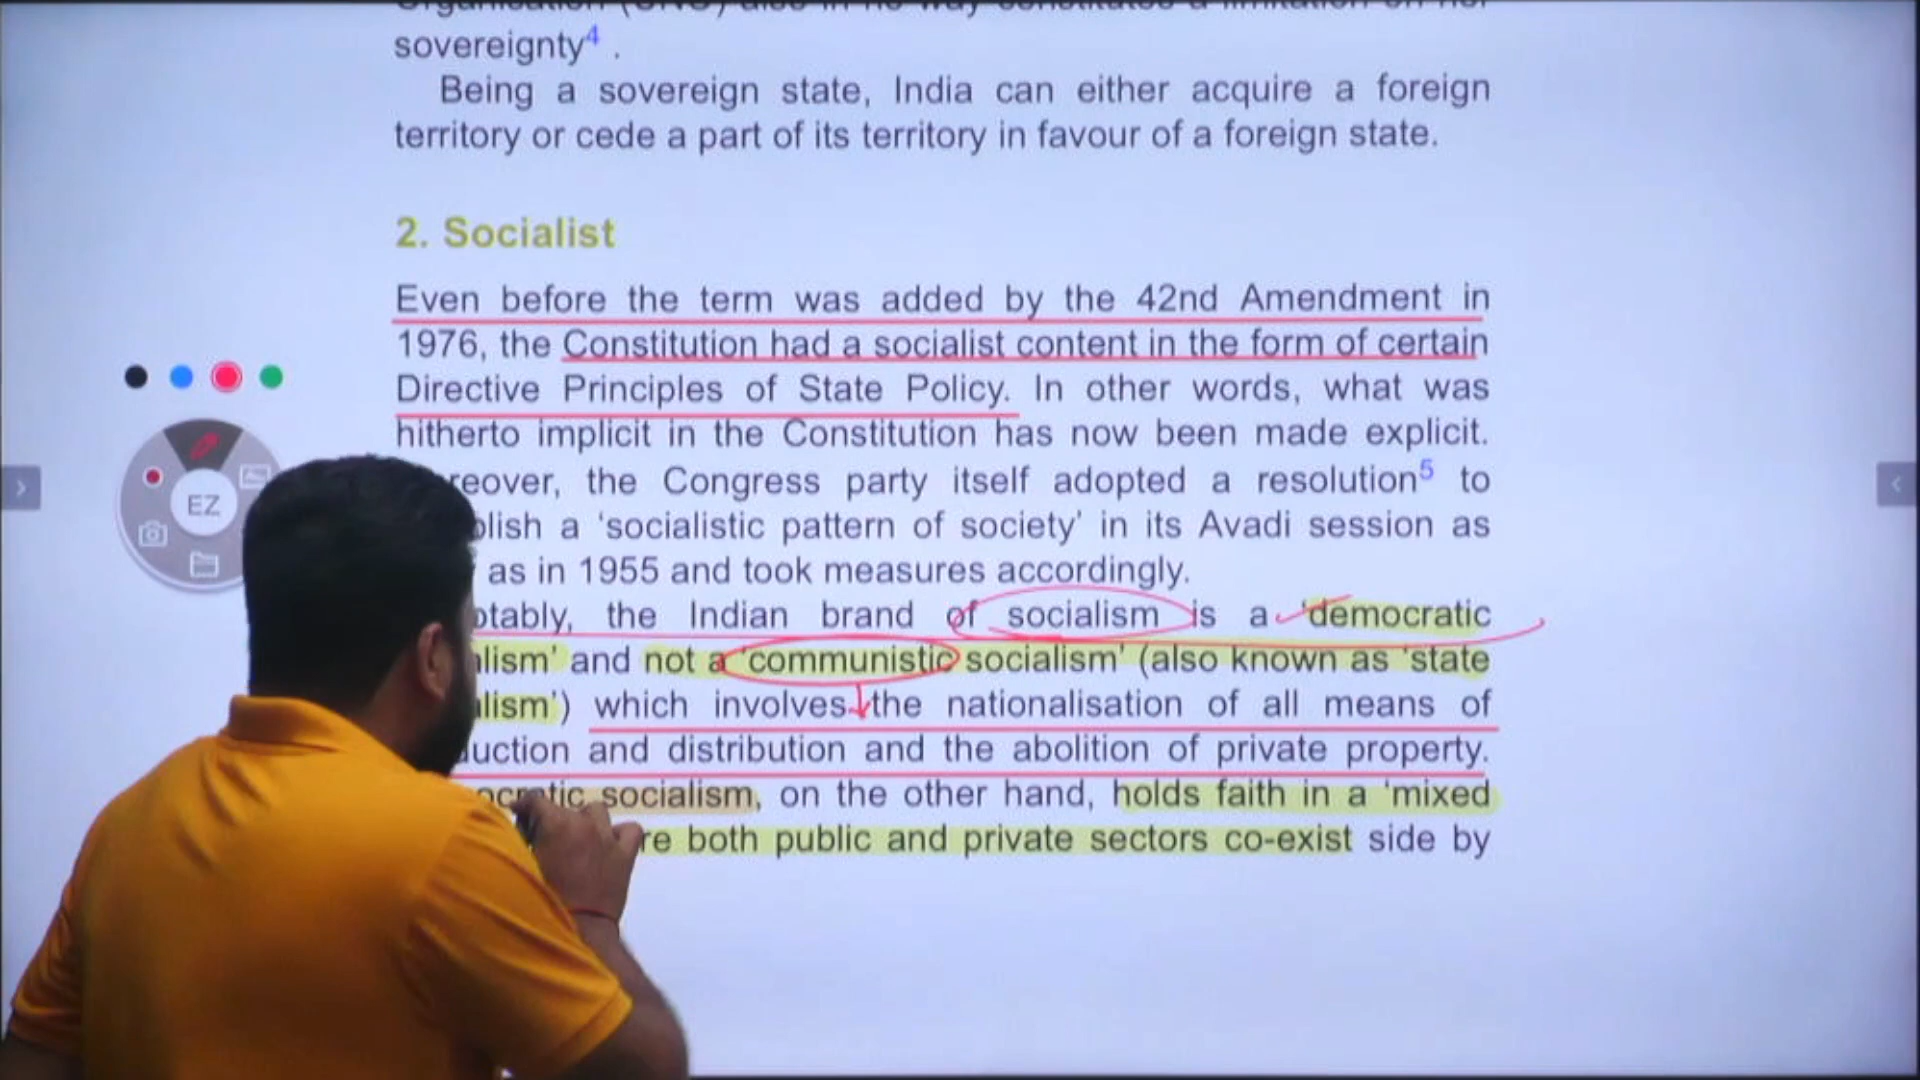 sovereignty4 .
Being a sovereign state, India can either acquire a foreign
territory or cede a part of its territory in favour of a foreign state.
2. Socialist
Even before the term was added by the 42nd Amendment in
1976, the Constitution had a socialist content in the form of certain
Directive Principles of State Policy. In other words, what was
hitherto implicit in the Constitution has now been made explicit.
reover, the Congress party itself adopted a resolution5 to
blish a ‘socialistic pattern of society’ in its Avadi session as
as in 1955 and took measures accordingly.
otably, the Indian brand of socialism is a ‘democratic
alism’ and not a ‘communistic socialism’ (also known as ‘state
alism’) which involves the nationalisation of all means of
duction and distribution and the abolition of private property.
ocratic socialism, on the other hand, holds faith in a ‘mixed
re both public and private sectors co-exist side by
EZ